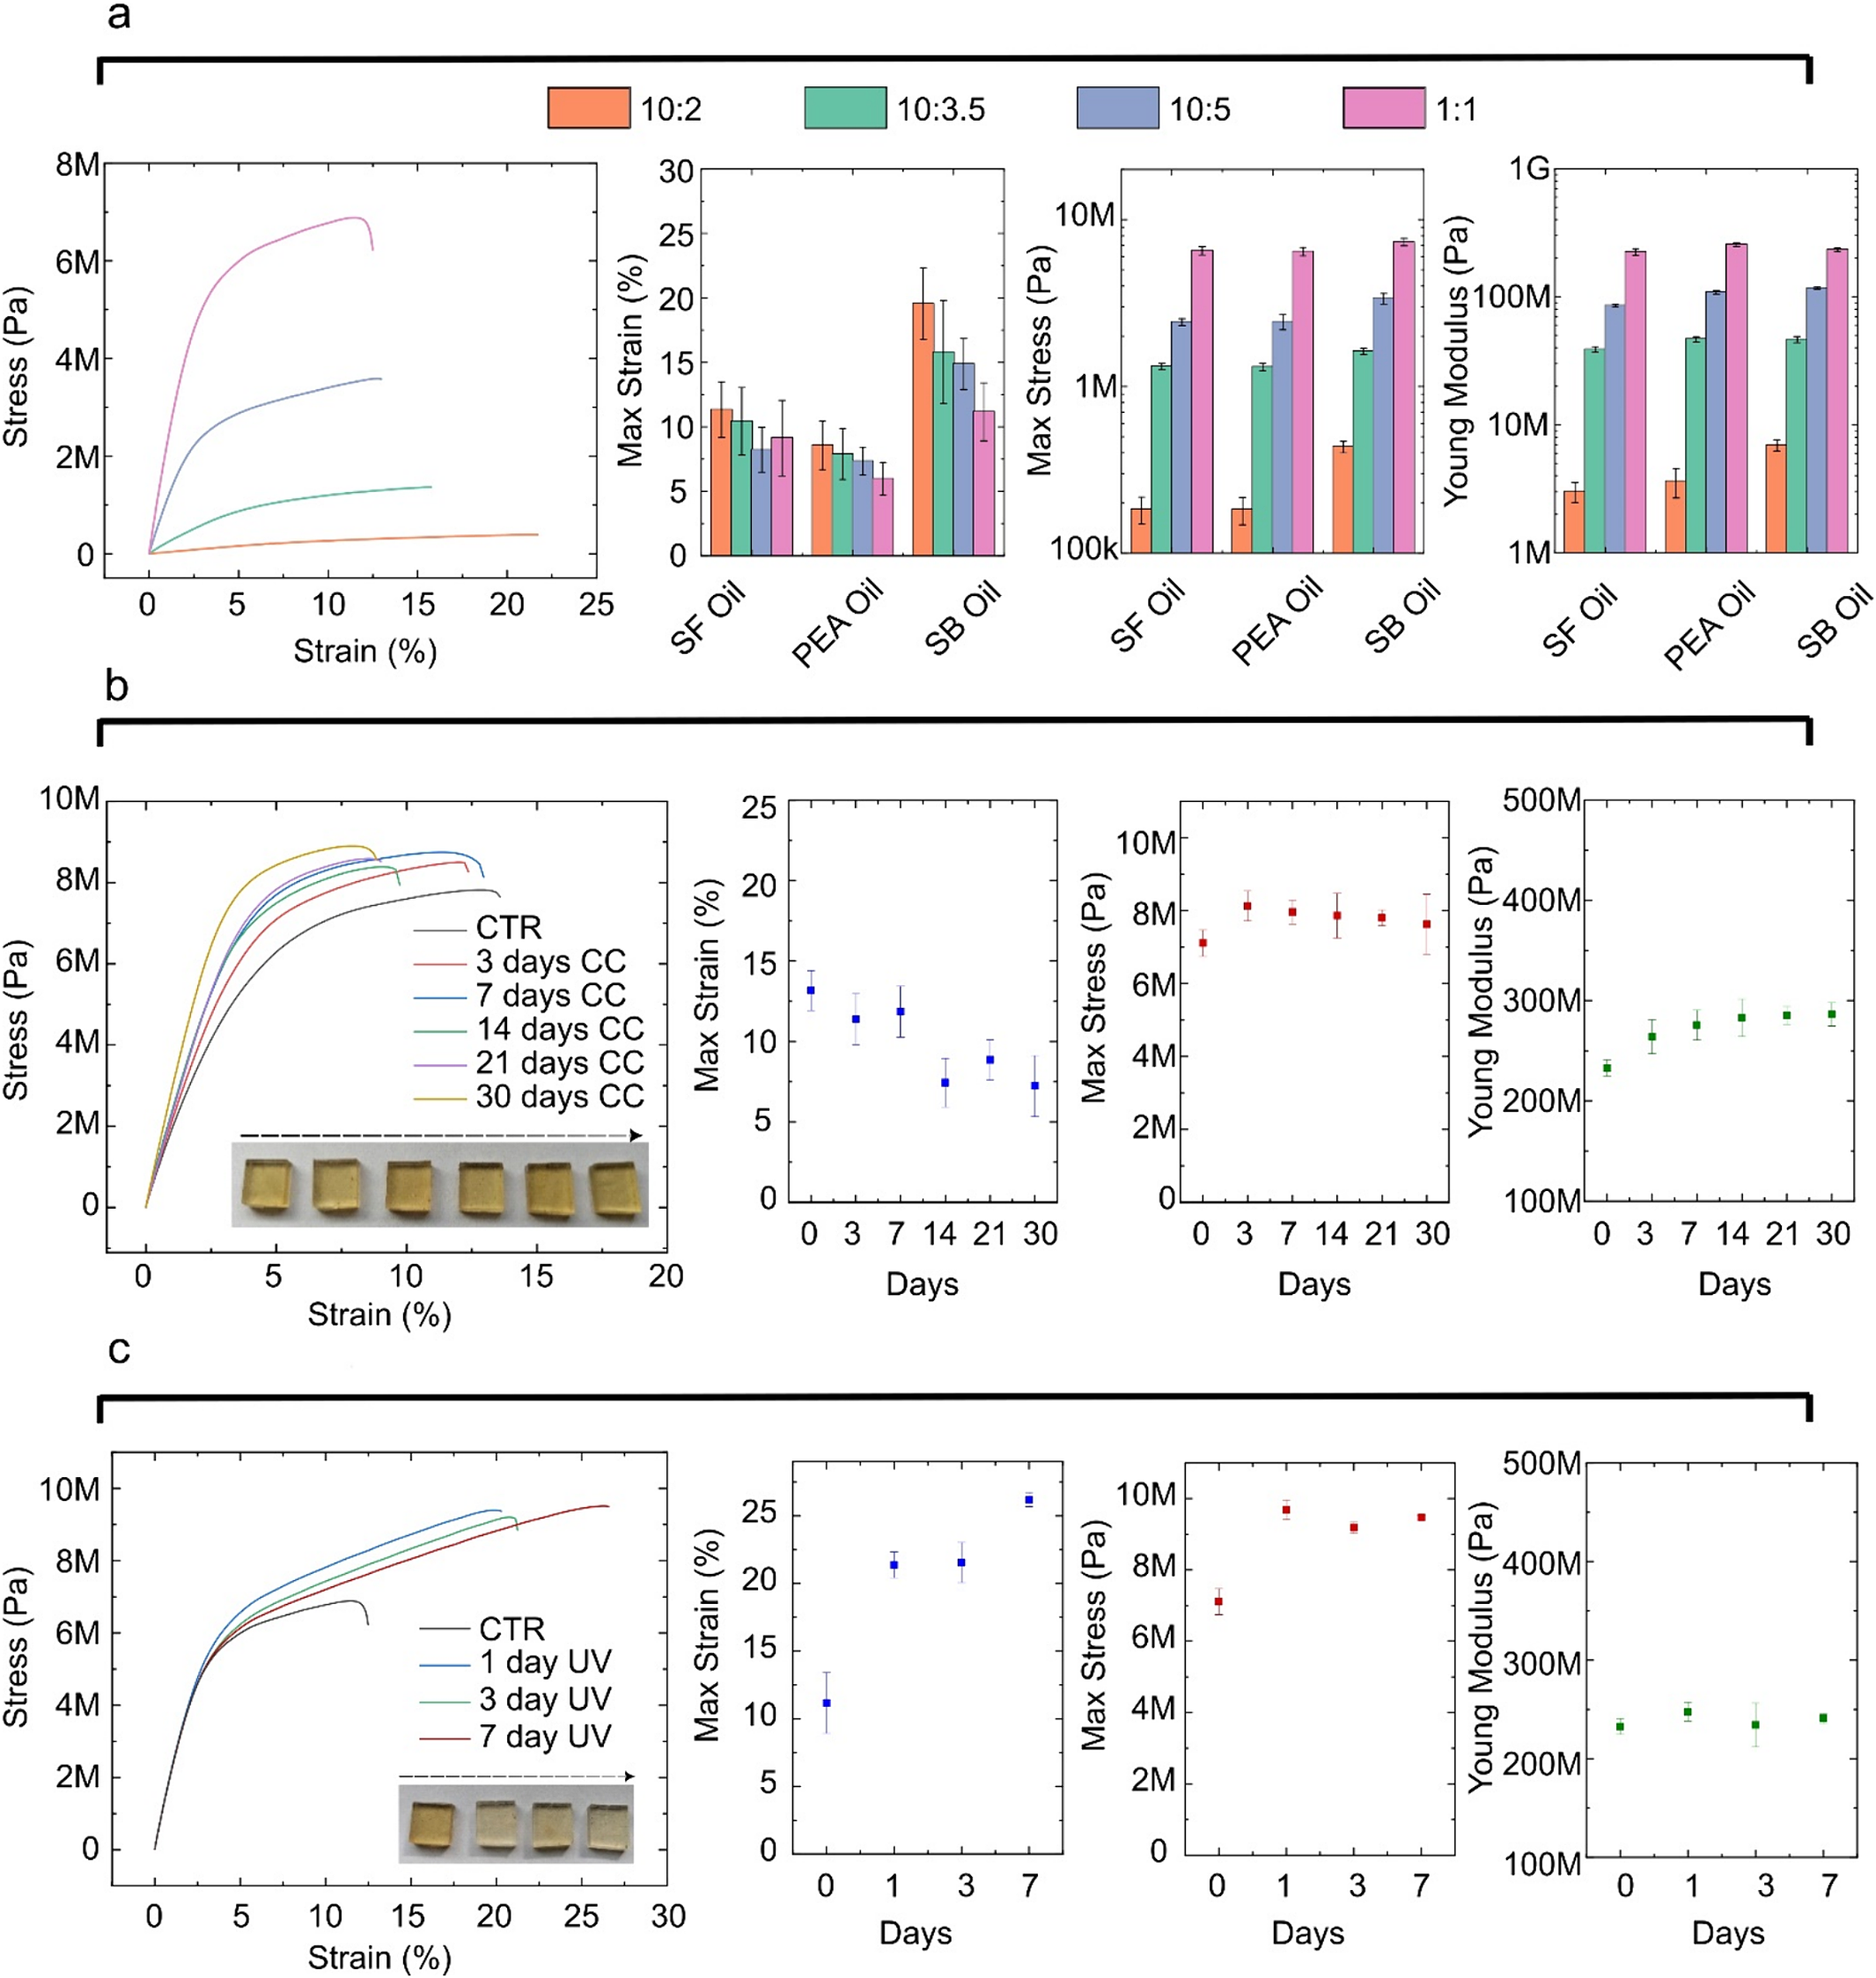 a
10:2 10:3.5 10:5 1:1
8M
6M
4M
2M
0
Stress (Pa)
0 5 10 15 20 25
Strain (%)
30
25
20
15
10
5
0
Max Strain (%)
SF Oil PEA Oil SB Oil
10M
1M
100k
Max Stress (Pa)
SF Oil PEA Oil SB Oil
1G
100M
10M
1M
Young Modulus (Pa)
SF Oil PEA Oil SB Oil
b
10M
8M
6M
4M
2M
0
Stress (Pa)
CTR
3 days CC
7 days CC
14 days CC
21 days CC
30 days CC
0 5 10 15 20
Strain (%)
25
20
15
10
5
0
Max Strain (%)
0 3 7 14 21 30
Days
10M
8M
6M
4M
2M
0
Max Stress (Pa)
0 3 7 14 21 30
Days
500M
400M
300M
200M
100M
Young Modulus (Pa)
0 3 7 14 21 30
Days
c
10M
8M
6M
4M
2M
0
Stress (Pa)
CTR
1 day UV
3 day UV
7 day UV
0 5 10 15 20 25 30
Strain (%)
25
20
15
10
5
0
Max Strain (%)
0 1 3 7
Days
10M
8M
6M
4M
2M
0
Max Stress (Pa)
0 1 3 7
Days
500M
400M
300M
200M
100M
Young Modulus (Pa)
0 1 3 7
Days